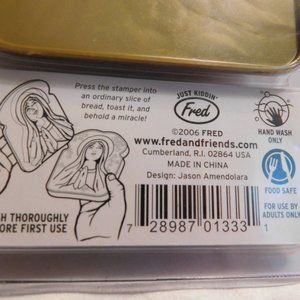 Press the stamper into
an ordinary slice of
bread, toast it, and
behold a miracle!
JUST KIDDIN'
Fred
©2006 FRED
www.fredandfriends.com
Cumberland, R.I. 02864 USA
MADE IN CHINA
Design: Jason Amendolara
HAND WASH
ONLY
FOOD SAFE
FOR USE BY
ADULTS ONLY
H THOROUGHLY
ORE FIRST USE
7 28987 01333 1